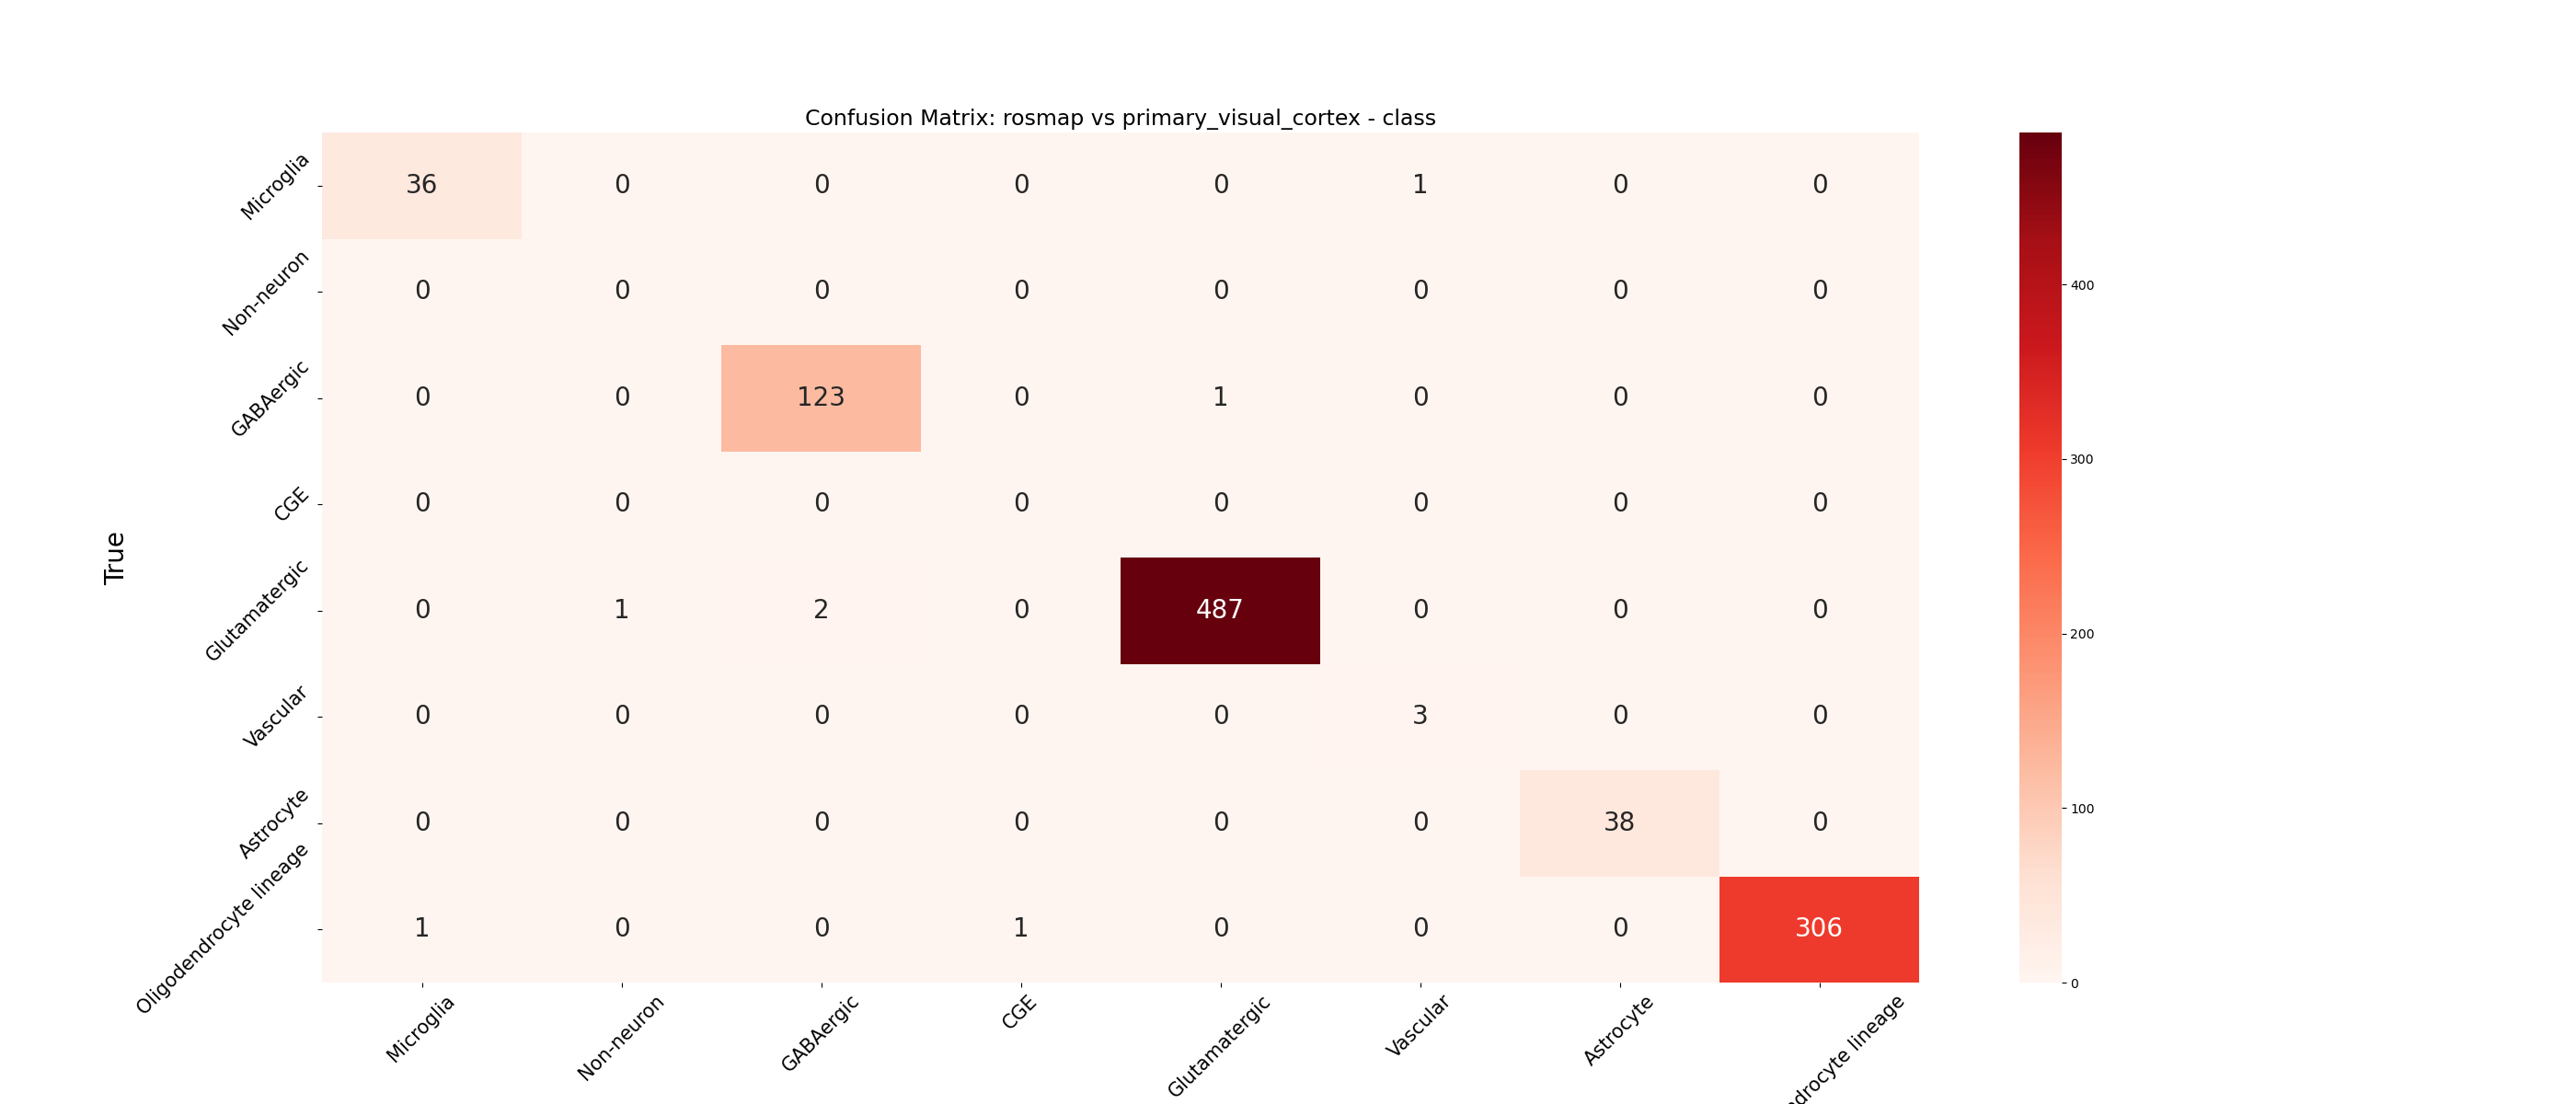 Confusion Matrix: rosmap vs primary_visual_cortex - class
True
Microglia 36 0 0 0 0 1 0 0
Non-neuron 0 0 0 0 0 0 0 0
GABAergic 0 0 123 0 1 0 0 0
CGE 0 0 0 0 0 0 0 0
Glutamatergic 0 1 2 0 487 0 0 0
Vascular 0 0 0 0 0 3 0 0
Astrocyte 0 0 0 0 0 0 38 0
Oligodendrocyte lineage 1 0 0 1 0 0 0 306
Microglia Non-neuron GABAergic CGE Glutamatergic Vascular Astrocyte lineage
400
300
200
100
0